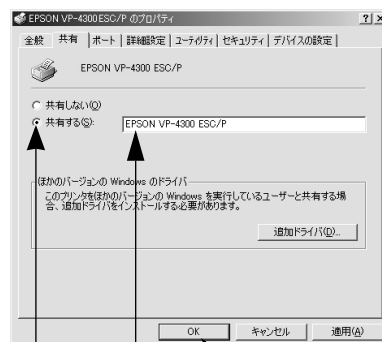 EPSON VP-4300ESC/P のプロパティ
? ×
全般 共有 ポート 詳細設定 ユーティリティ セキュリティ デバイスの設定
EPSON VP-4300 ESC/P
共有しない(O)
共有する(S): EPSON VP-4300 ESC/P
ほかのバージョンの Windows のドライバ
このプリンタをほかのバージョンの Windows を実行しているユーザーと共有する場
合、追加ドライバをインストールする必要があります。
追加ドライバ(D)...
OK キャンセル 適用(A)